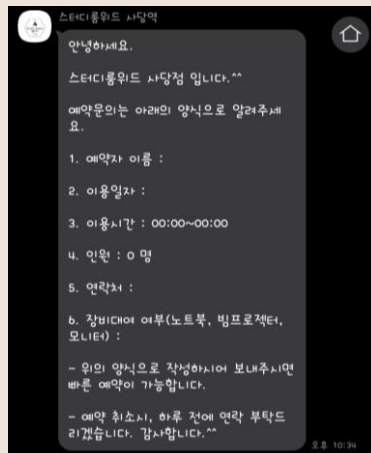 스터디룸위드 사당역
안녕하세요.
스터디룸위드 사당점 입니다.^^
예약문의는 아래의 양식으로 알려주세
요.
1. 예약자 이름 :
2. 이용일자 :
3. 이용시간 : 00:00~00:00
4. 인원 : 0 명
5. 연락처 :
6. 장비대여 여부(노트북, 빔프로젝터,
모니터) :
- 위의 양식으로 작성하시어 보내주시면
빠른 예약이 가능합니다.
- 예약 취소시, 하루 전에 연락 부탁드
리겠습니다. 감사합니다.^^
오후 10:34